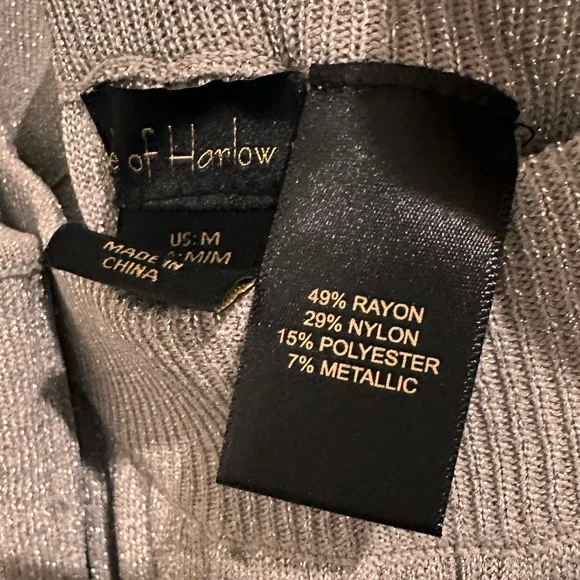 of Harlow
US: M
M/M
MADE IN
CHINA
49% RAYON
29% NYLON
15% POLYESTER
7% METALLIC